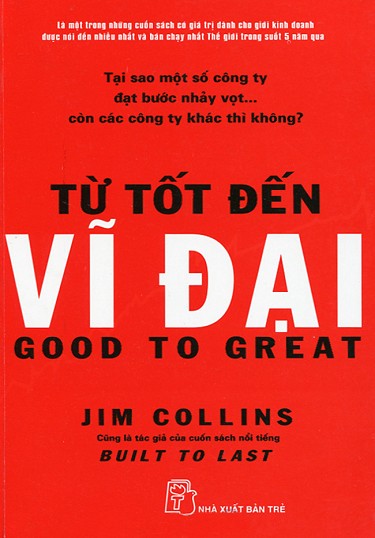 Là một trong những cuốn sách có giá trị dành cho giới kinh doanh
được nói đến nhiều nhất và bán chạy nhất Thế giới trong suốt 5 năm qua
Tại sao một số công ty
đạt bước nhảy vọt...
còn các công ty khác thì không?
TỪ TỐT ĐẾN
VĨ ĐẠI
GOOD TO GREAT
JIM COLLINS
Cũng là tác giả của cuốn sách nổi tiếng
BUILT TO LAST
NHÀ XUẤT BẢN TRẺ